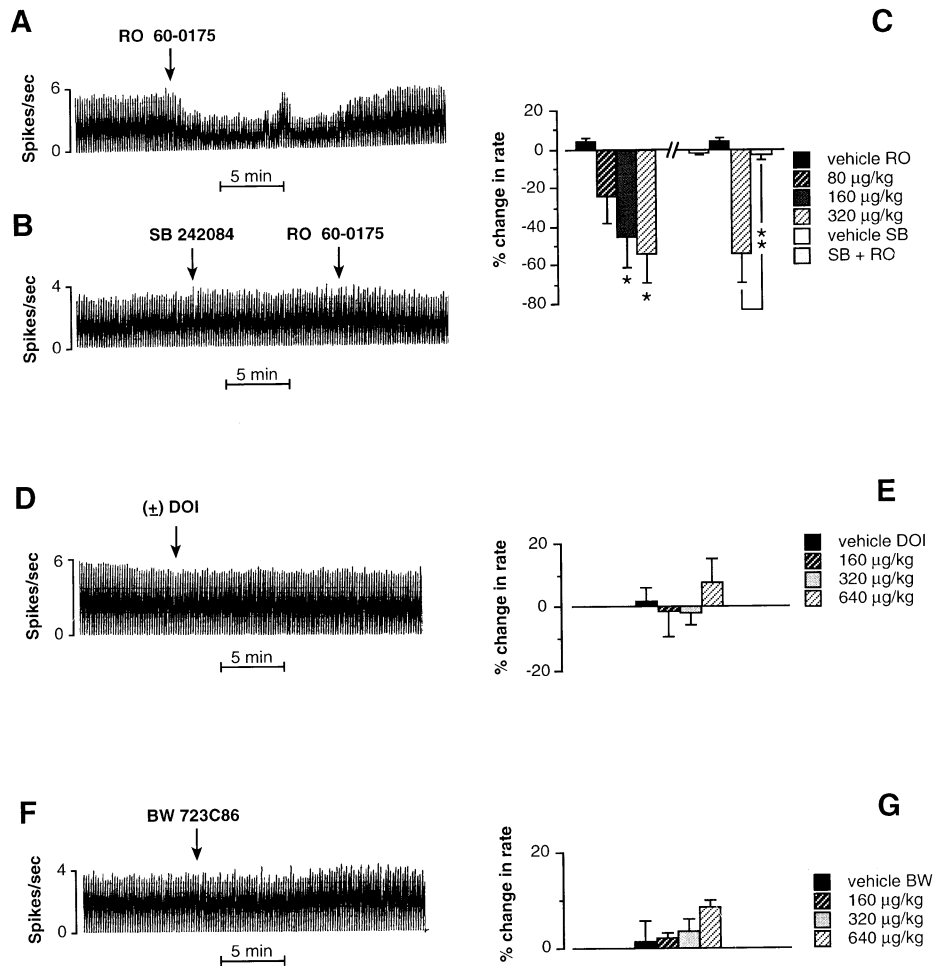 A
RO 60-0175
Spikes/sec
6
0
5 min
B
SB 242084
RO 60-0175
Spikes/sec
4
0
5 min
C
% change in rate
20
0
-20
-40
-60
-80
*
*
**
vehicle RO
80 µg/kg
160 µg/kg
320 µg/kg
vehicle SB
SB + RO
D
(±) DOI
Spikes/sec
6
0
5 min
E
% change in rate
20
0
-20
vehicle DOI
160 µg/kg
320 µg/kg
640 µg/kg
F
BW 723C86
Spikes/sec
4
0
5 min
G
% change in rate
20
0
vehicle BW
160 µg/kg
320 µg/kg
640 µg/kg